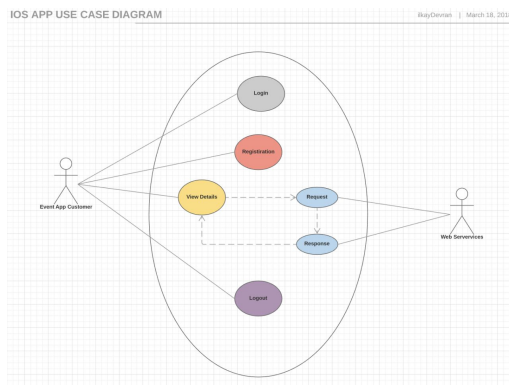 IOS APP USE CASE DIAGRAM
ilkayDevran | March 18, 201
Login
Registration
View Details
Request
Event App Customer
Web Servervices
Response
Logout